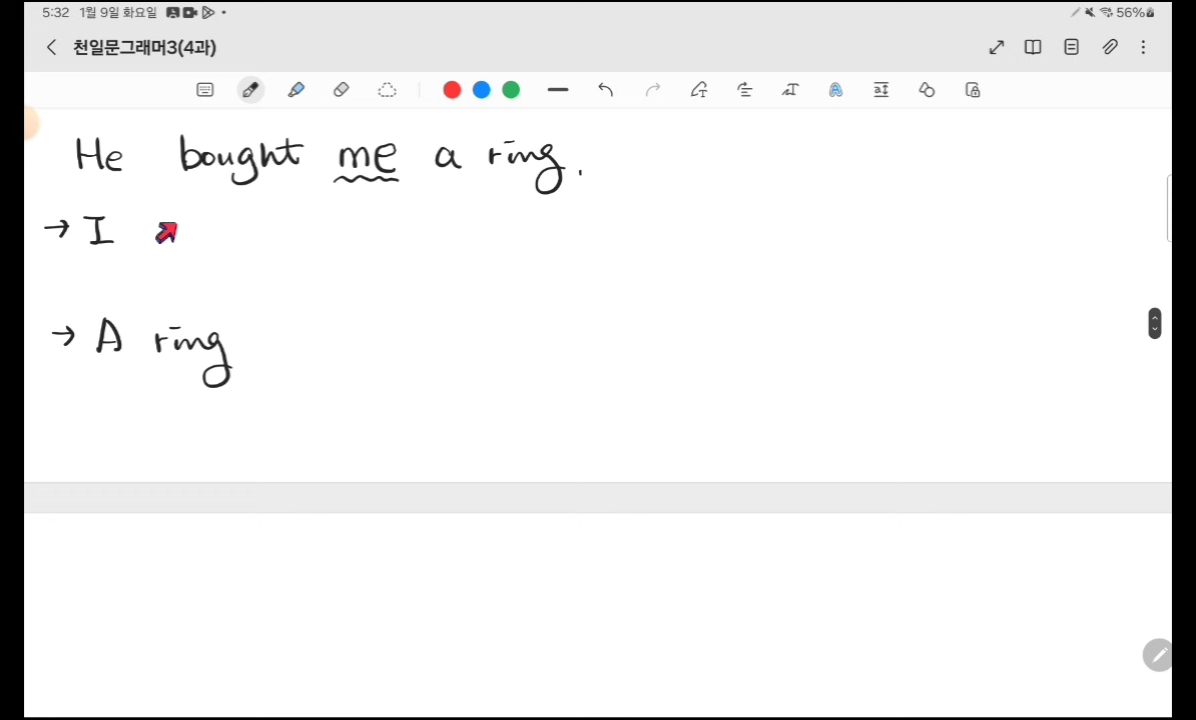 5:32 1월 9일 화요일
56%
천일문그래머3(4과)
He bought me a ring.
→ I
→ A ring